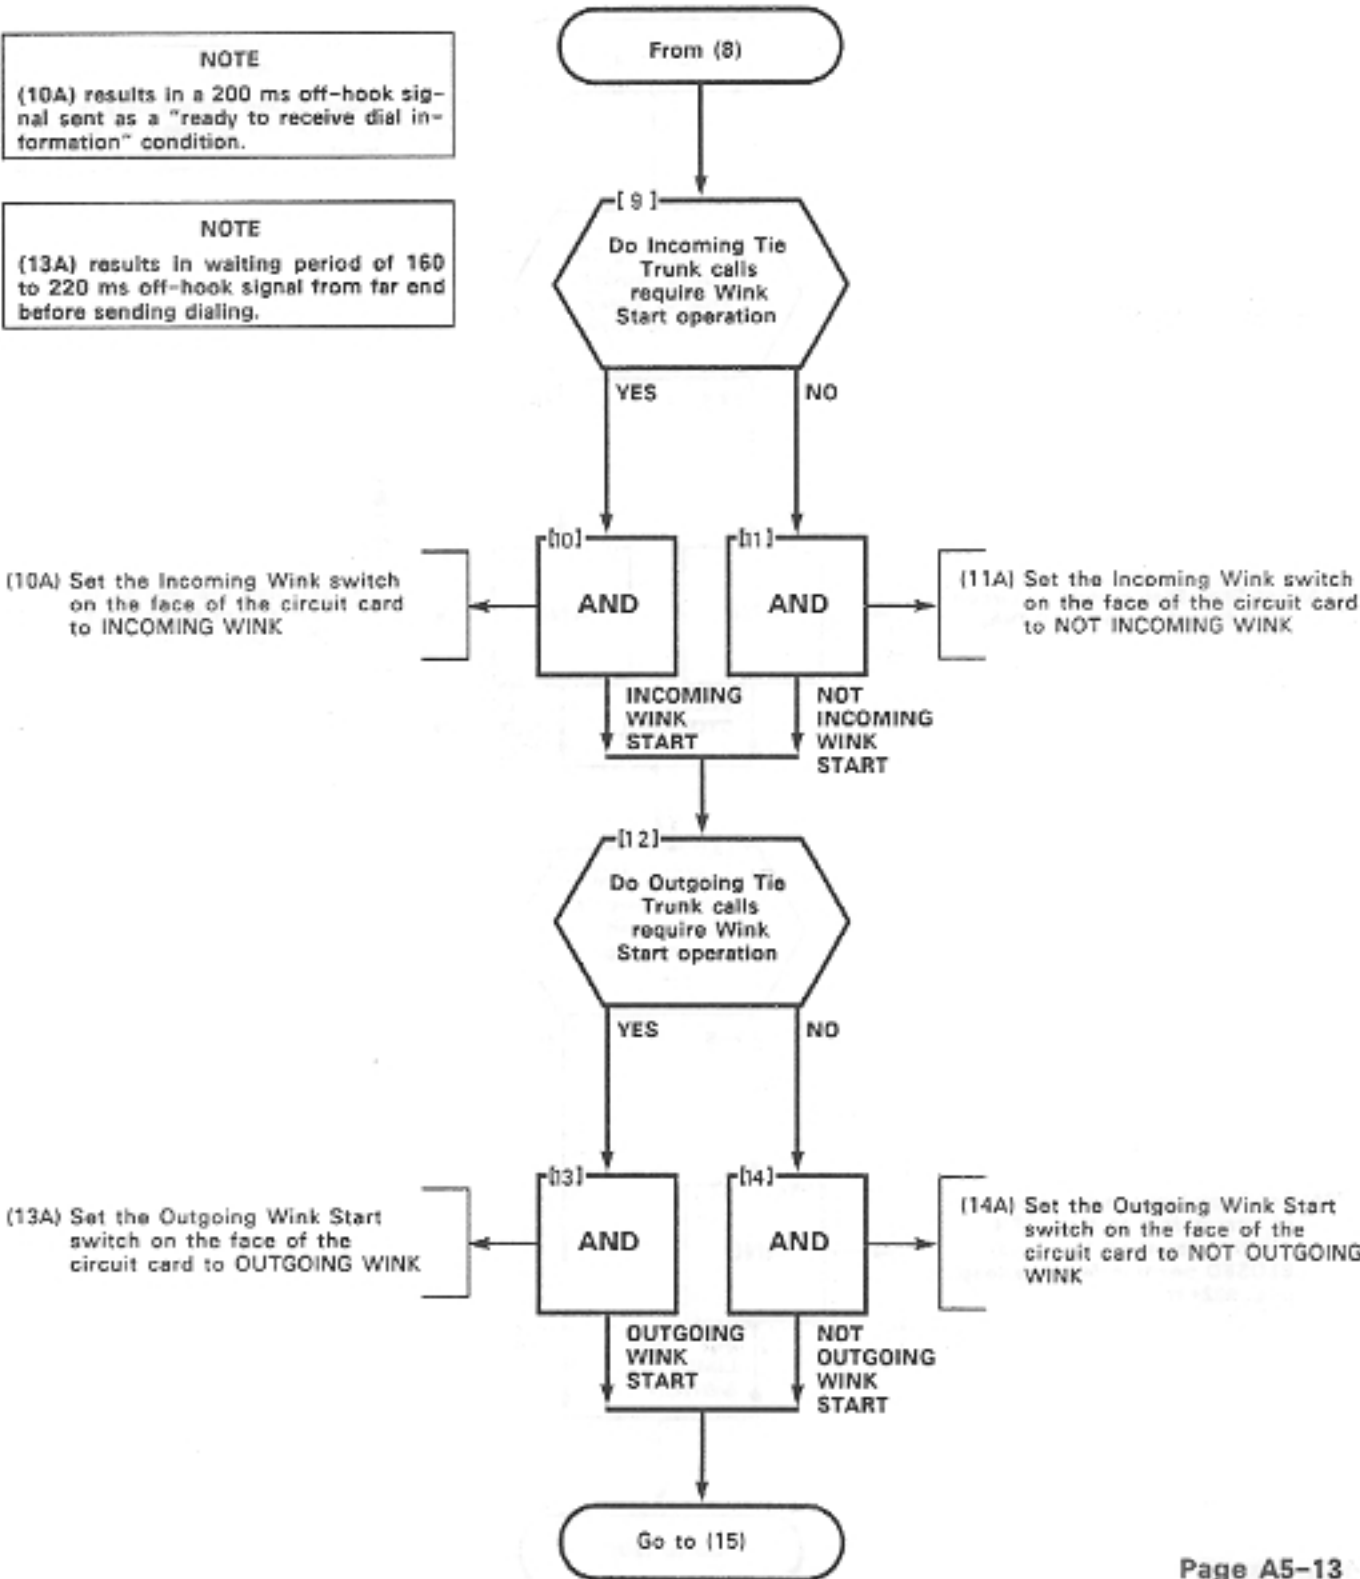 From (8)
NOTE
(10A) results in a 200 ms off-hook sig-
nal sent as a "ready to receive dial in-
formation" condition.
NOTE
(13A) results in waiting period of 160
to 220 ms off-hook signal from far end
before sending dialing.
[9]
Do Incoming Tie
Trunk calls
require Wink
Start operation
YES
NO
[10]
AND
[11]
AND
(10A) Set the Incoming Wink switch
on the face of the circuit card
to INCOMING WINK
(11A) Set the Incoming Wink switch
on the face of the circuit card
to NOT INCOMING WINK
INCOMING
WINK
START
NOT
INCOMING
WINK
START
[12]
Do Outgoing Tie
Trunk calls
require Wink
Start operation
YES
NO
[13]
AND
[14]
AND
(13A) Set the Outgoing Wink Start
switch on the face of the
circuit card to OUTGOING WINK
(14A) Set the Outgoing Wink Start
switch on the face of the
circuit card to NOT OUTGOING
WINK
OUTGOING
WINK
START
NOT
OUTGOING
WINK
START
Go to (15)
Page A5-13